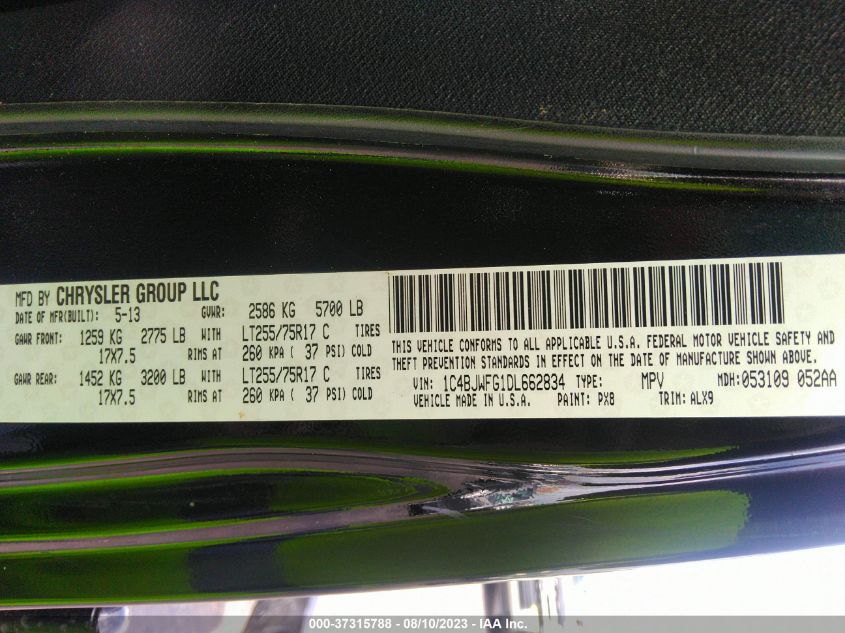 MFD BY CHRYSLER GROUP LLC
DATE OF MFR(BUILT): 5-13 GVWR: 2586 KG 5700 LB
GAWR FRONT: 1259 KG 2775 LB WITH LT255/75R17 C TIRES
17X7.5 RIMS AT 260 KPA ( 37 PSI) COLD
GAWR REAR: 1452 KG 3200 LB WITH LT255/75R17 C TIRES
17X7.5 RIMS AT 260 KPA ( 37 PSI) COLD
THIS VEHICLE CONFORMS TO ALL APPLICABLE U.S.A. FEDERAL MOTOR VEHICLE SAFETY AND
THEFT PREVENTION STANDARDS IN EFFECT ON THE DATE OF MANUFACTURE SHOWN ABOVE.
VIN: 1C4BJWFG1DL662834 TYPE: MPV MDH: 053109 052AA
VEHICLE MADE IN U.S.A. PAINT: PX8 TRIM: ALX9
000-37315788 - 08/10/2023 - IAA Inc.